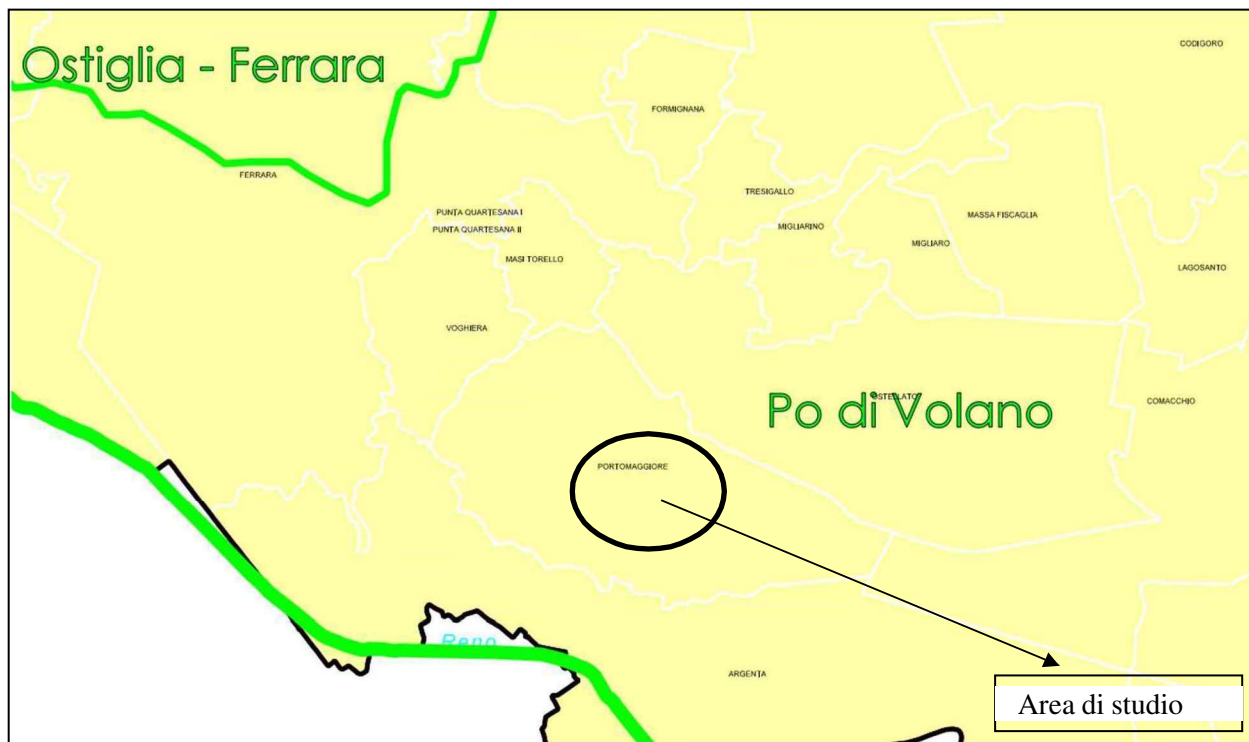 CODIGORO
Ostiglia - Ferrara
FORMIGNANA
FERRARA
TRESIGALLO
PUNTA QUARTESANA I
MASSA FISCAGLIA
PUNTA QUARTESANA II
MIGLIARINO
MIGLIARO
MASI TORELLO
LAGOSANTO
VOGHIERA
OSTELLATO
COMACCHIO
Po di Volano
PORTOMAGGIORE
Reno
ARGENTA
Area di studio